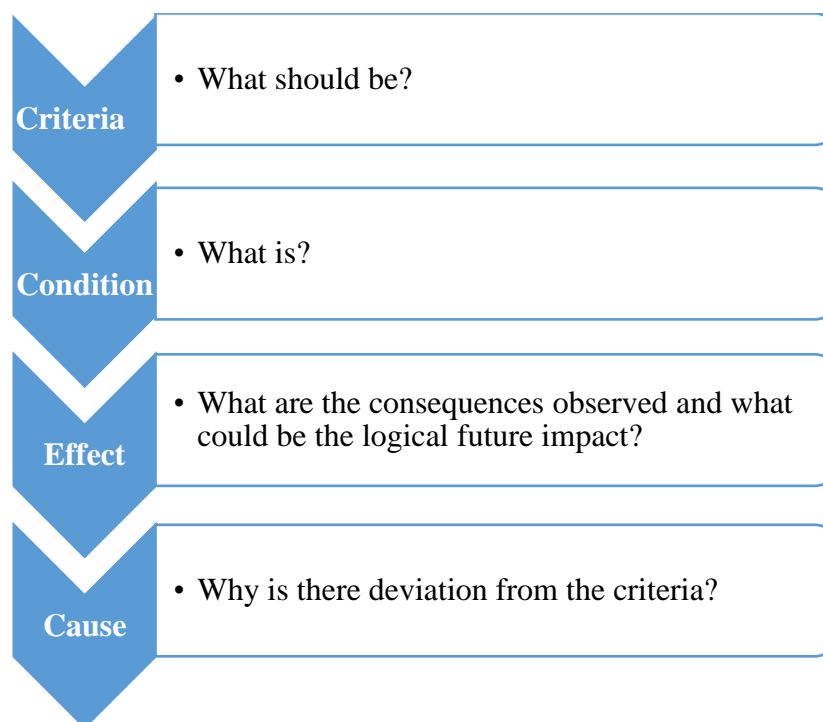 Criteria
• What should be?
Condition
• What is?
Effect
• What are the consequences observed and what
could be the logical future impact?
Cause
• Why is there deviation from the criteria?